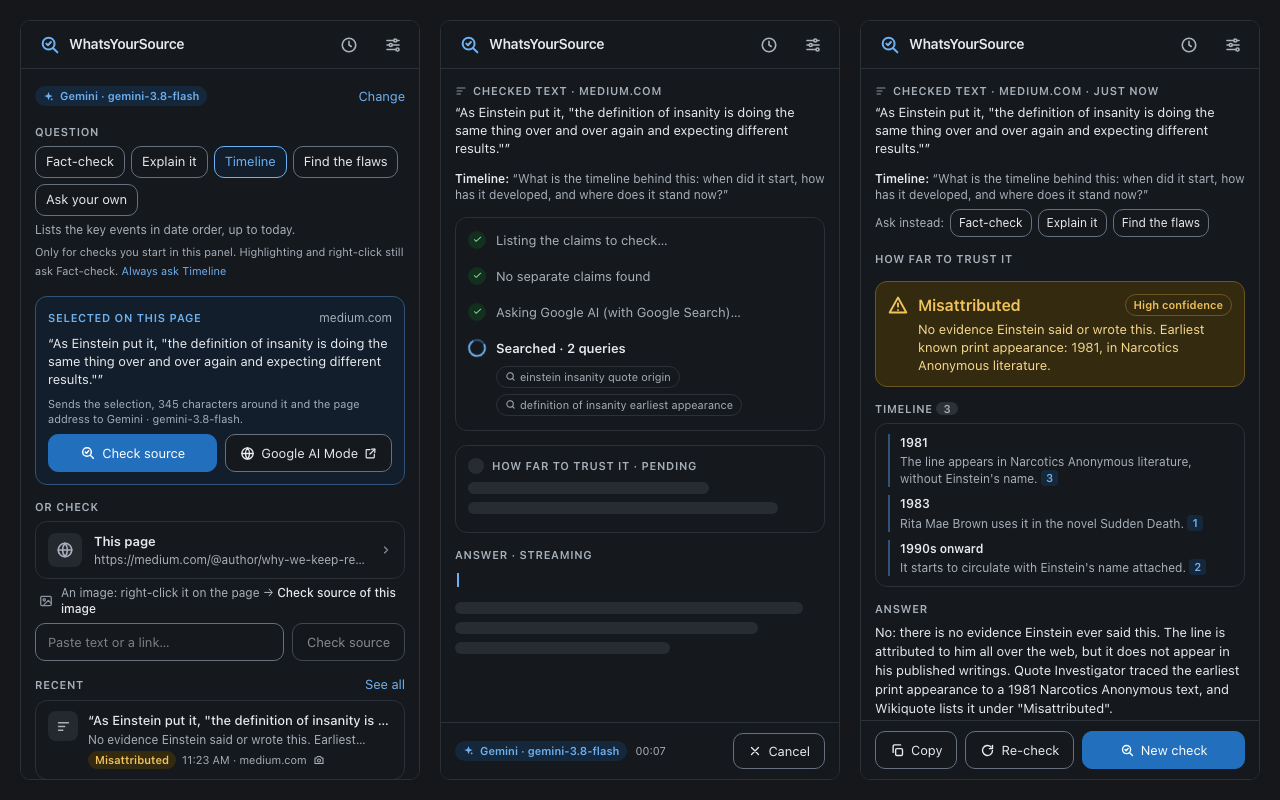 WhatsYourSource
Gemini · gemini-3.8-flash
Change
QUESTION
Fact-check
Explain it
Timeline
Find the flaws
Ask your own
Lists the key events in date order, up to today.
Only for checks you start in this panel. Highlighting and right-click still
ask Fact-check. Always ask Timeline
SELECTED ON THIS PAGE
medium.com
“As Einstein put it, "the definition of insanity is doing the
same thing over and over again and expecting different
results."”
Sends the selection, 345 characters around it and the page
address to Gemini · gemini-3.8-flash.
Check source
Google AI Mode
OR CHECK
This page
https://medium.com/@author/why-we-keep-re...
An image: right-click it on the page → Check source of this
image
Paste text or a link...
Check source
RECENT
See all
“As Einstein put it, "the definition of insanity is ...
No evidence Einstein said or wrote this. Earliest...
Misattributed
11:23 AM · medium.com
WhatsYourSource
CHECKED TEXT · MEDIUM.COM
“As Einstein put it, "the definition of insanity is doing the
same thing over and over again and expecting different
results."”
Timeline: “What is the timeline behind this: when did it start, how
has it developed, and where does it stand now?”
Listing the claims to check...
No separate claims found
Asking Google AI (with Google Search)...
Searched · 2 queries
einstein insanity quote origin
definition of insanity earliest appearance
HOW FAR TO TRUST IT · PENDING
ANSWER · STREAMING
Gemini · gemini-3.8-flash
00:07
Cancel
WhatsYourSource
CHECKED TEXT · MEDIUM.COM · JUST NOW
“As Einstein put it, "the definition of insanity is doing the
same thing over and over again and expecting different
results."”
Timeline: “What is the timeline behind this: when did it start, how
has it developed, and where does it stand now?”
Ask instead:
Fact-check
Explain it
Find the flaws
HOW FAR TO TRUST IT
Misattributed
High confidence
No evidence Einstein said or wrote this. Earliest
known print appearance: 1981, in Narcotics
Anonymous literature.
TIMELINE 3
1981
The line appears in Narcotics Anonymous literature,
without Einstein's name. 3
1983
Rita Mae Brown uses it in the novel Sudden Death. 1
1990s onward
It starts to circulate with Einstein's name attached. 2
ANSWER
No: there is no evidence Einstein ever said this. The line is
attributed to him all over the web, but it does not appear in
his published writings. Quote Investigator traced the earliest
print appearance to a 1981 Narcotics Anonymous text, and
Wikiquote lists it under "Misattributed".
Copy
Re-check
New check